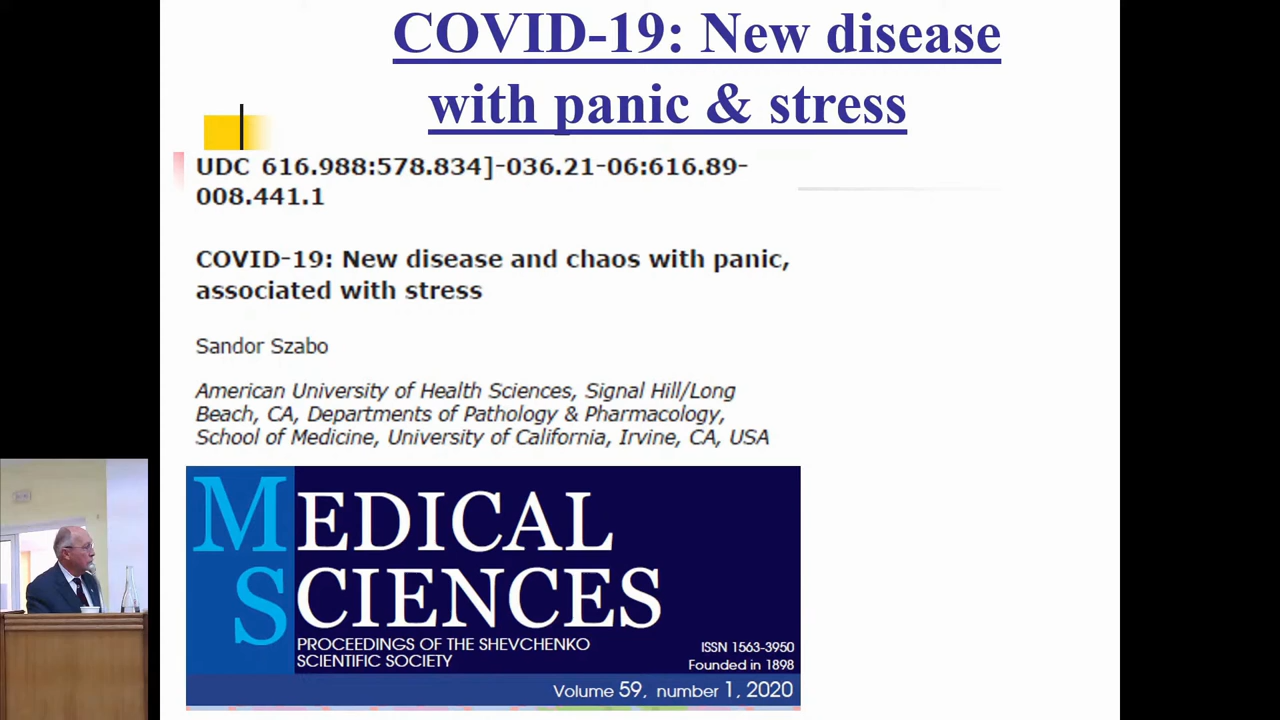 COVID-19: New disease
with panic & stress
UDC 616.988:578.834]-036.21-06:616.89-
008.441.1
COVID-19: New disease and chaos with panic,
associated with stress
Sandor Szabo
American University of Health Sciences, Signal Hill/Long
Beach, CA, Departments of Pathology & Pharmacology,
School of Medicine, University of California, Irvine, CA, USA
MEDICAL
SCIENCES
PROCEEDINGS OF THE SHEVCHENKO
SCIENTIFIC SOCIETY
ISSN 1563-3950
Founded in 1898
Volume 59, number 1, 2020